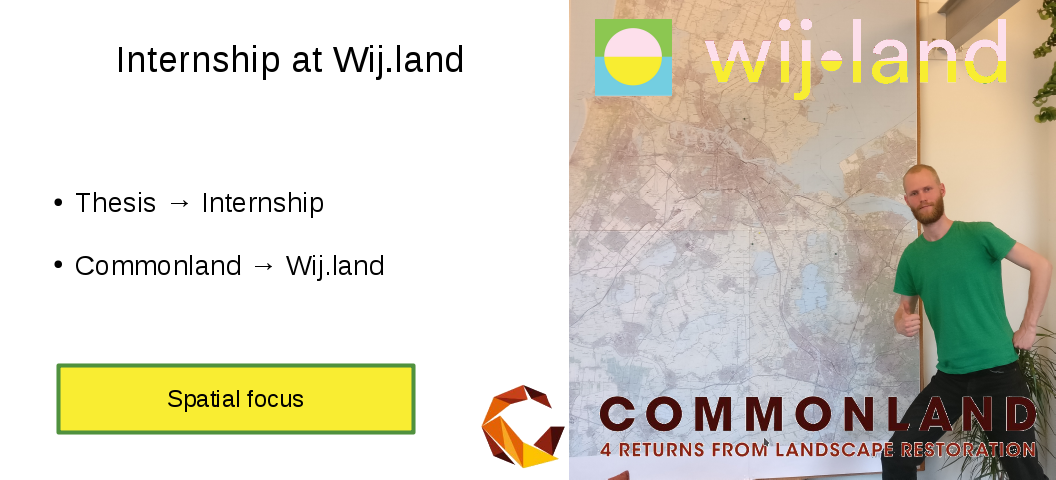 Internship at Wij.land
• Thesis → Internship
• Commonland → Wij.land
Spatial focus
wij•land
COMMONLAND
4 RETURNS FROM LANDSCAPE RESTORATION